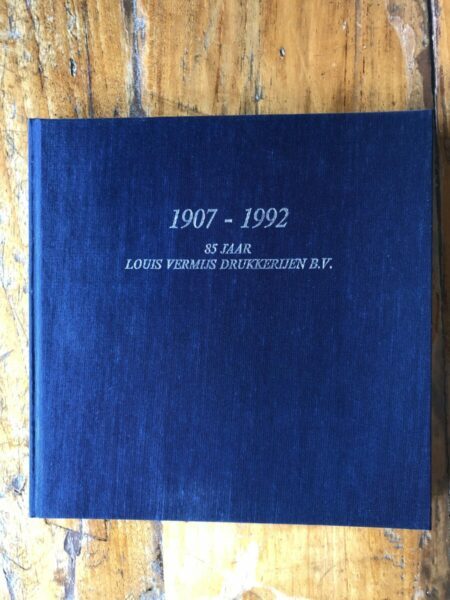 1907 - 1992
85 JAAR
LOUIS VERMIJS DRUKKERIJEN B.V.